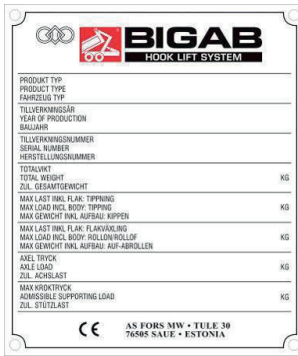 BIGAB
HOOK LIFT SYSTEM
PRODUKT TYP
PRODUCT TYPE
FAHRZEUG TYP
TILLVERKNINGSÅR
YEAR OF PRODUCTION
BAUJAHR
TILLVERKNINGSNUMMER
SERIAL NUMBER
HERSTELLUNGSNUMMER
TOTALVIKT
TOTAL WEIGHT KG
ZUL. GESAMTGEWICHT
MAX LAST INKL FLAK: TIPPNING
MAX LOAD INCL BODY: TIPPING KG
MAX GEWICHT INKL AUFBAU: KIPPEN
MAX LAST INKL FLAK: FLAKVÄXLING
MAX LOAD INCL BODY: ROLLON/ROLLOF KG
MAX GEWICHT INKL AUFBAU: AUF-ABROLLEN
AXEL TRYCK
AXLE LOAD KG
ZUL. ACHSLAST
MAX KROKTRYCK
ADMISSIBLE SUPPORTING LOAD KG
ZUL. STÜTZLAST
CE AS FORS MW • TULE 30
76505 SAUE • ESTONIA